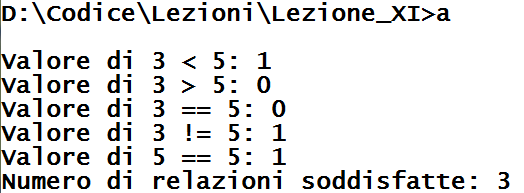 D:\Codice\Lezioni\Lezione_XI>a
Valore di 3 < 5: 1
Valore di 3 > 5: 0
Valore di 3 == 5: 0
Valore di 3 != 5: 1
Valore di 5 == 5: 1
Numero di relazioni soddisfatte: 3